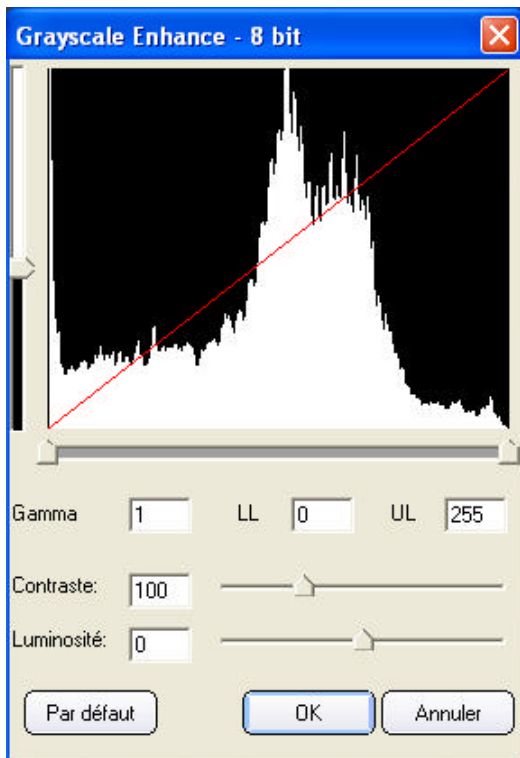 Grayscale Enhance - 8 bit
Gamma 1 LL 0 UL 255
Contraste: 100
Luminosité: 0
Par défaut OK Annuler